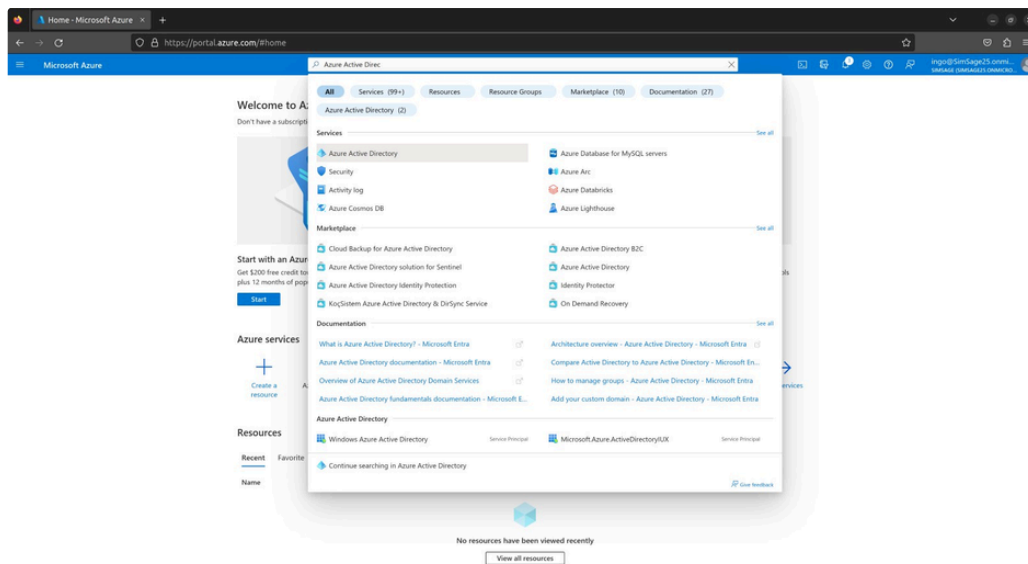 Home - Microsoft Azure
https://portal.azure.com/#home
Microsoft Azure
Azure Active Direc
ingo@SimSage25.onmi...
SIMSAGE (SIMSAGE25.ONMICRO...
All
Services (99+)
Resources
Resource Groups
Marketplace (10)
Documentation (27)
Azure Active Directory (2)
Welcome to A
Don't have a subscripti
Services
See all
Azure Active Directory
Azure Database for MySQL servers
Security
Azure Arc
Activity log
Azure Databricks
Azure Cosmos DB
Azure Lighthouse
Marketplace
See all
Cloud Backup for Azure Active Directory
Azure Active Directory B2C
Azure Active Directory solution for Sentinel
Azure Active Directory
Azure Active Directory Identity Protection
Identity Protector
KoçSistem Azure Active Directory & DirSync Service
On Demand Recovery
Start with an Azur
Get $200 free credit to
plus 12 months of pop
Start
Documentation
See all
What is Azure Active Directory? - Microsoft Entra
Architecture overview - Azure Active Directory - Microsoft Entra
Azure Active Directory documentation - Microsoft Entra
Compare Active Directory to Azure Active Directory - Microsoft En...
Overview of Azure Active Directory Domain Services
How to manage groups - Azure Active Directory - Microsoft Entra
Azure Active Directory fundamentals documentation - Microsoft E...
Add your custom domain - Azure Active Directory - Microsoft Entra
Azure services
Create a
resource
Azure Active Directory
Windows Azure Active Directory
Service Principal
Microsoft.Azure.ActiveDirectoryIUX
Service Principal
Continue searching in Azure Active Directory
Give feedback
Resources
Recent
Favorite
Name
No resources have been viewed recently
View all resources